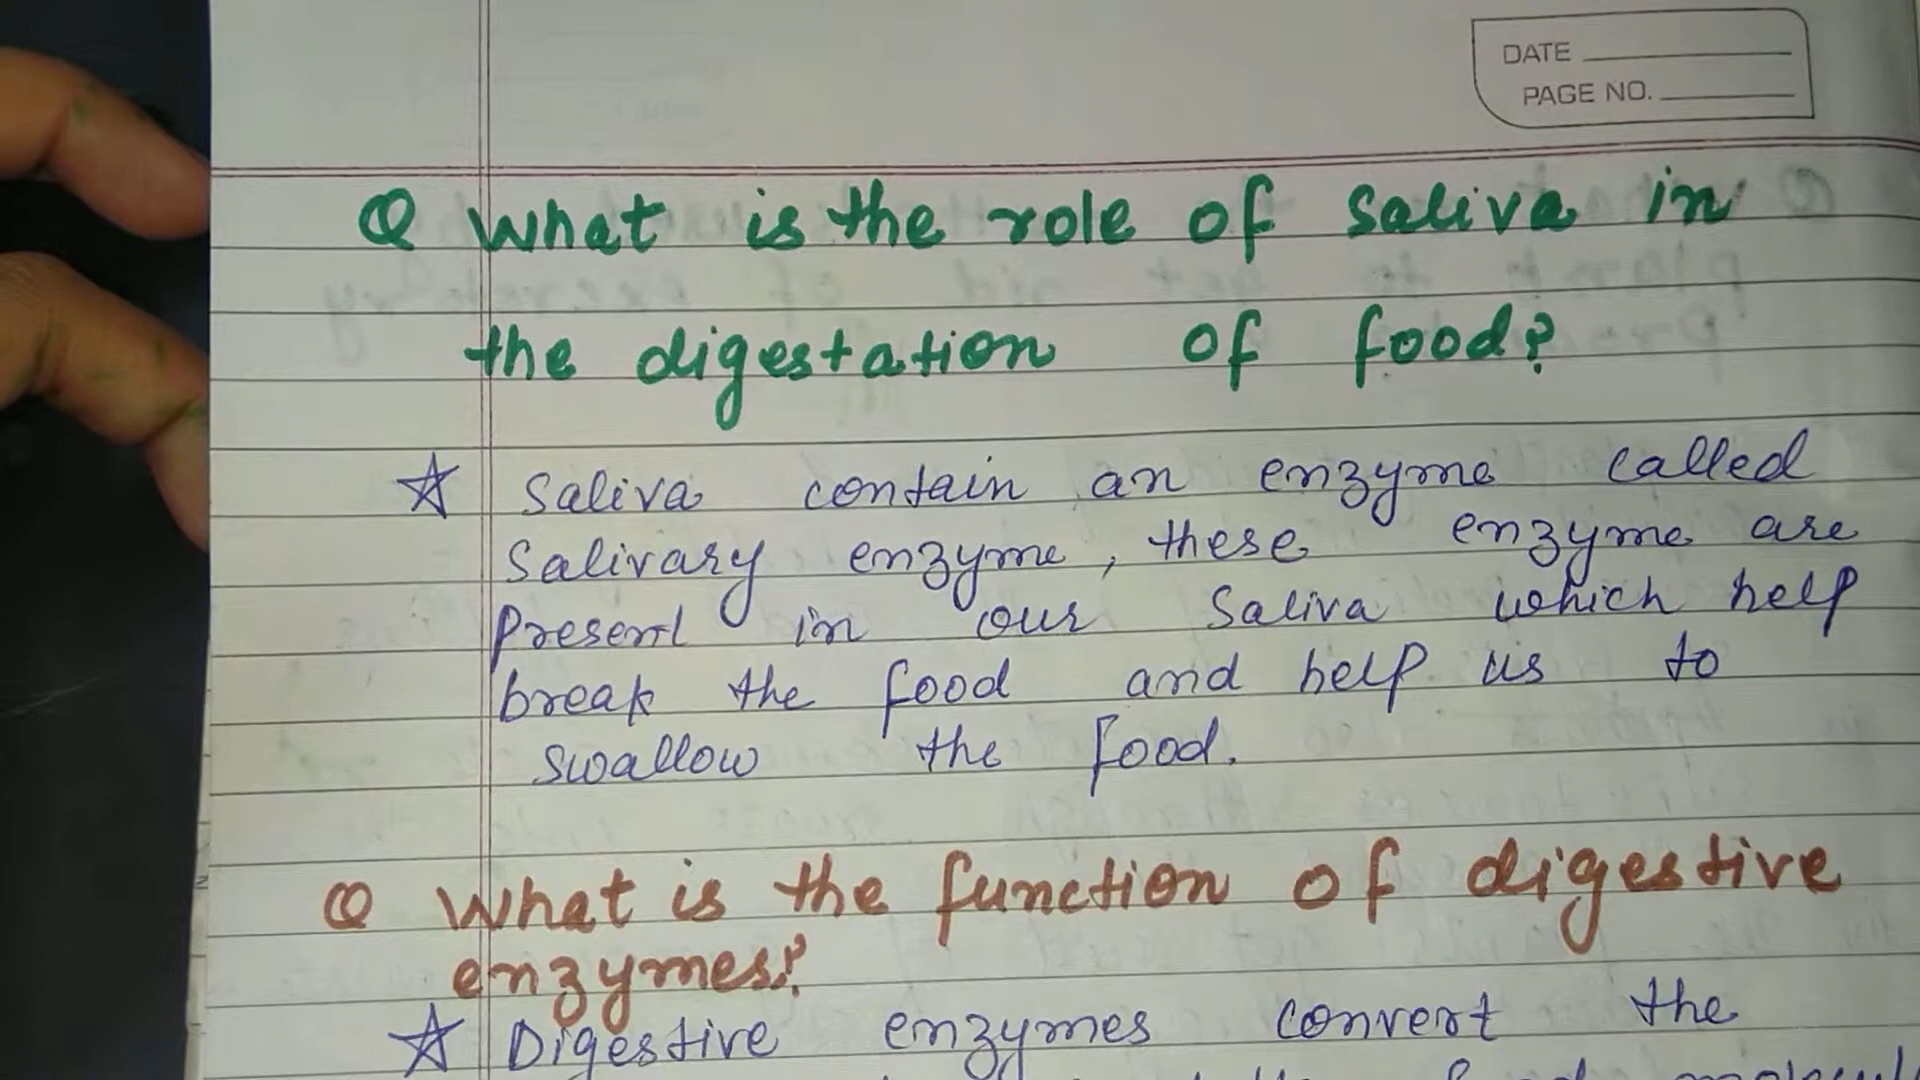 DATE
PAGE NO.
Q What is the role of saliva in
the digestation of food?
☆ Saliva contain an enzyme called
Salivary enzyme, these enzyme are
Present in our Saliva which help
break the food and help us to
swallow the food.
Q What is the function of digestive
enzymes?
☆ Digestive enzymes convert the